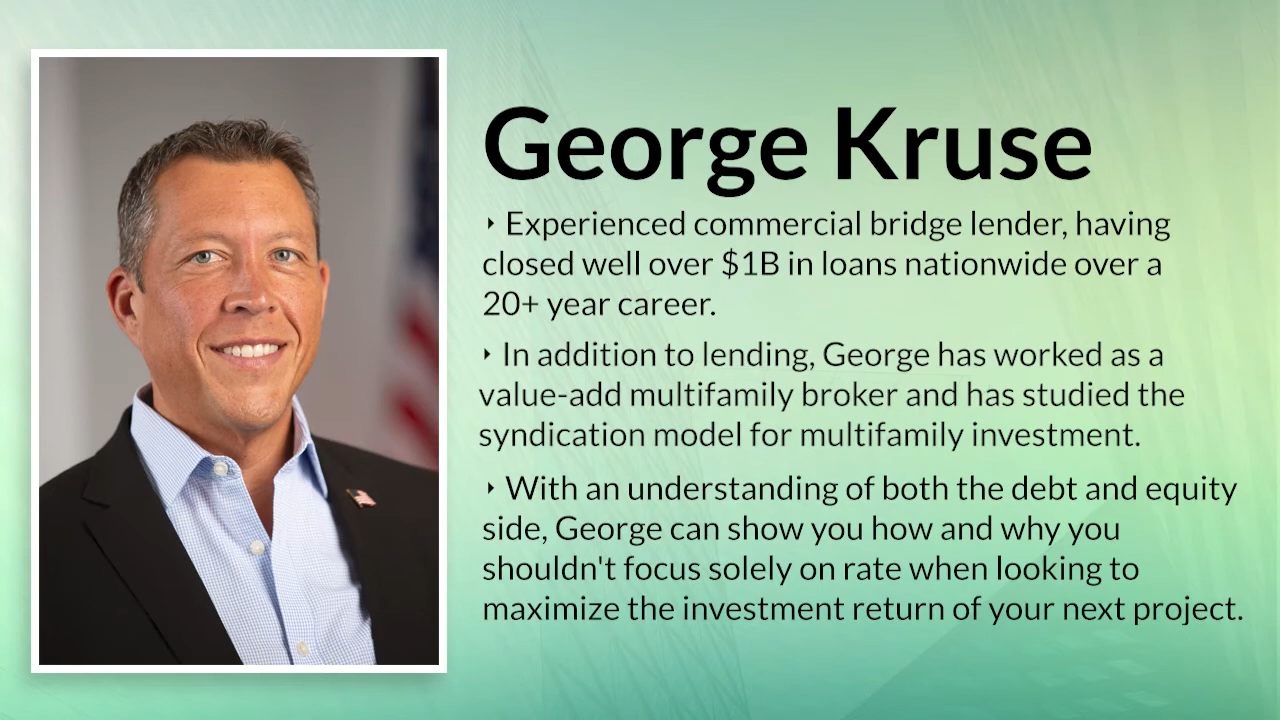 George Kruse
‣ Experienced commercial bridge lender, having
closed well over $1B in loans nationwide over a
20+ year career.
‣ In addition to lending, George has worked as a
value-add multifamily broker and has studied the
syndication model for multifamily investment.
‣ With an understanding of both the debt and equity
side, George can show you how and why you
shouldn't focus solely on rate when looking to
maximize the investment return of your next project.